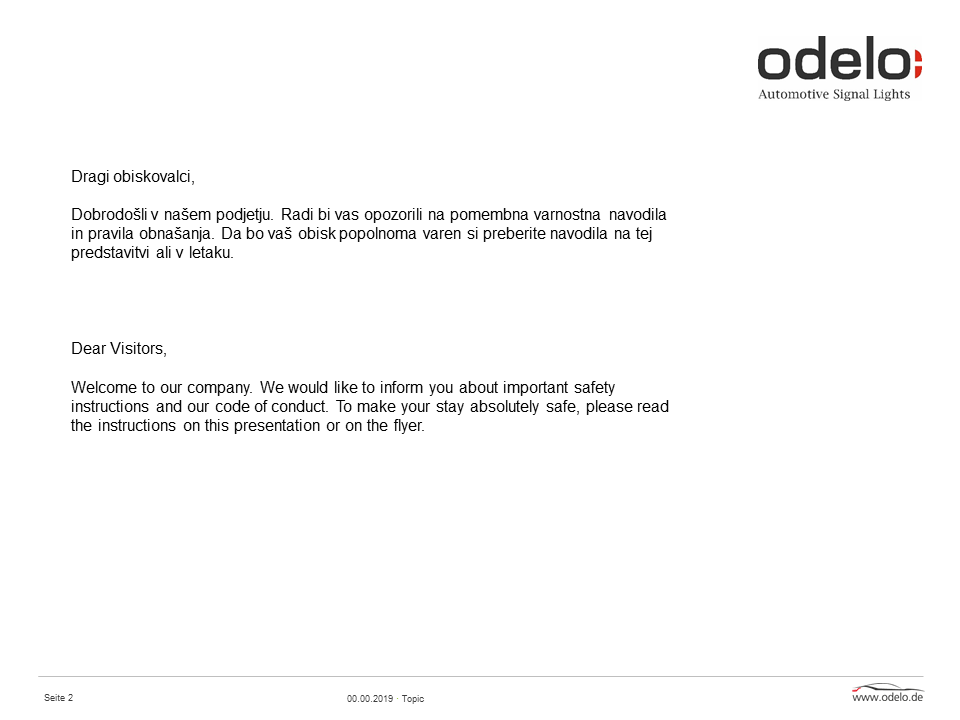 odelo
Automotive Signal Lights
Dragi obiskovalci,
Dobrodošli v našem podjetju. Radi bi vas opozorili na pomembna varnostna navodila
in pravila obnašanja. Da bo vaš obisk popolnoma varen si preberite navodila na tej
predstavitvi ali v letaku.
Dear Visitors,
Welcome to our company. We would like to inform you about important safety
instructions and our code of conduct. To make your stay absolutely safe, please read
the instructions on this presentation or on the flyer.
Seite 2
00.00.2019 · Topic
www.odelo.de